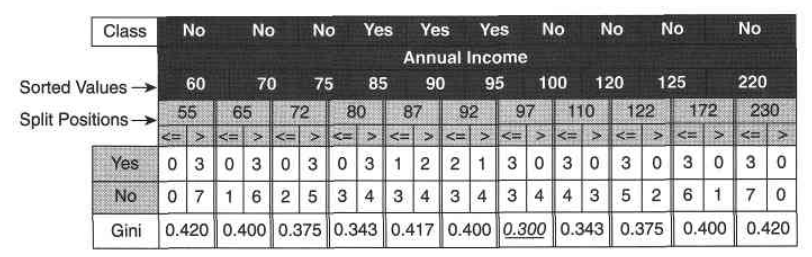 Class No No No Yes Yes Yes No No No No
Annual Income
Sorted Values 60 70 75 85 90 95 100 120 125 220
Split Positions 55 65 72 80 87 92 97 110 122 172 230
<= > <= > <= > <= > <= > <= > <= > <= > <= > <= > <= >
Yes 0 3 0 3 0 3 0 3 1 2 2 1 3 0 3 0 3 0 3 0 3 0
No 0 7 1 6 2 5 3 4 3 4 3 4 3 4 4 3 5 2 6 1 7 0
Gini 0.420 0.400 0.375 0.343 0.417 0.400 0.300 0.343 0.375 0.400 0.420